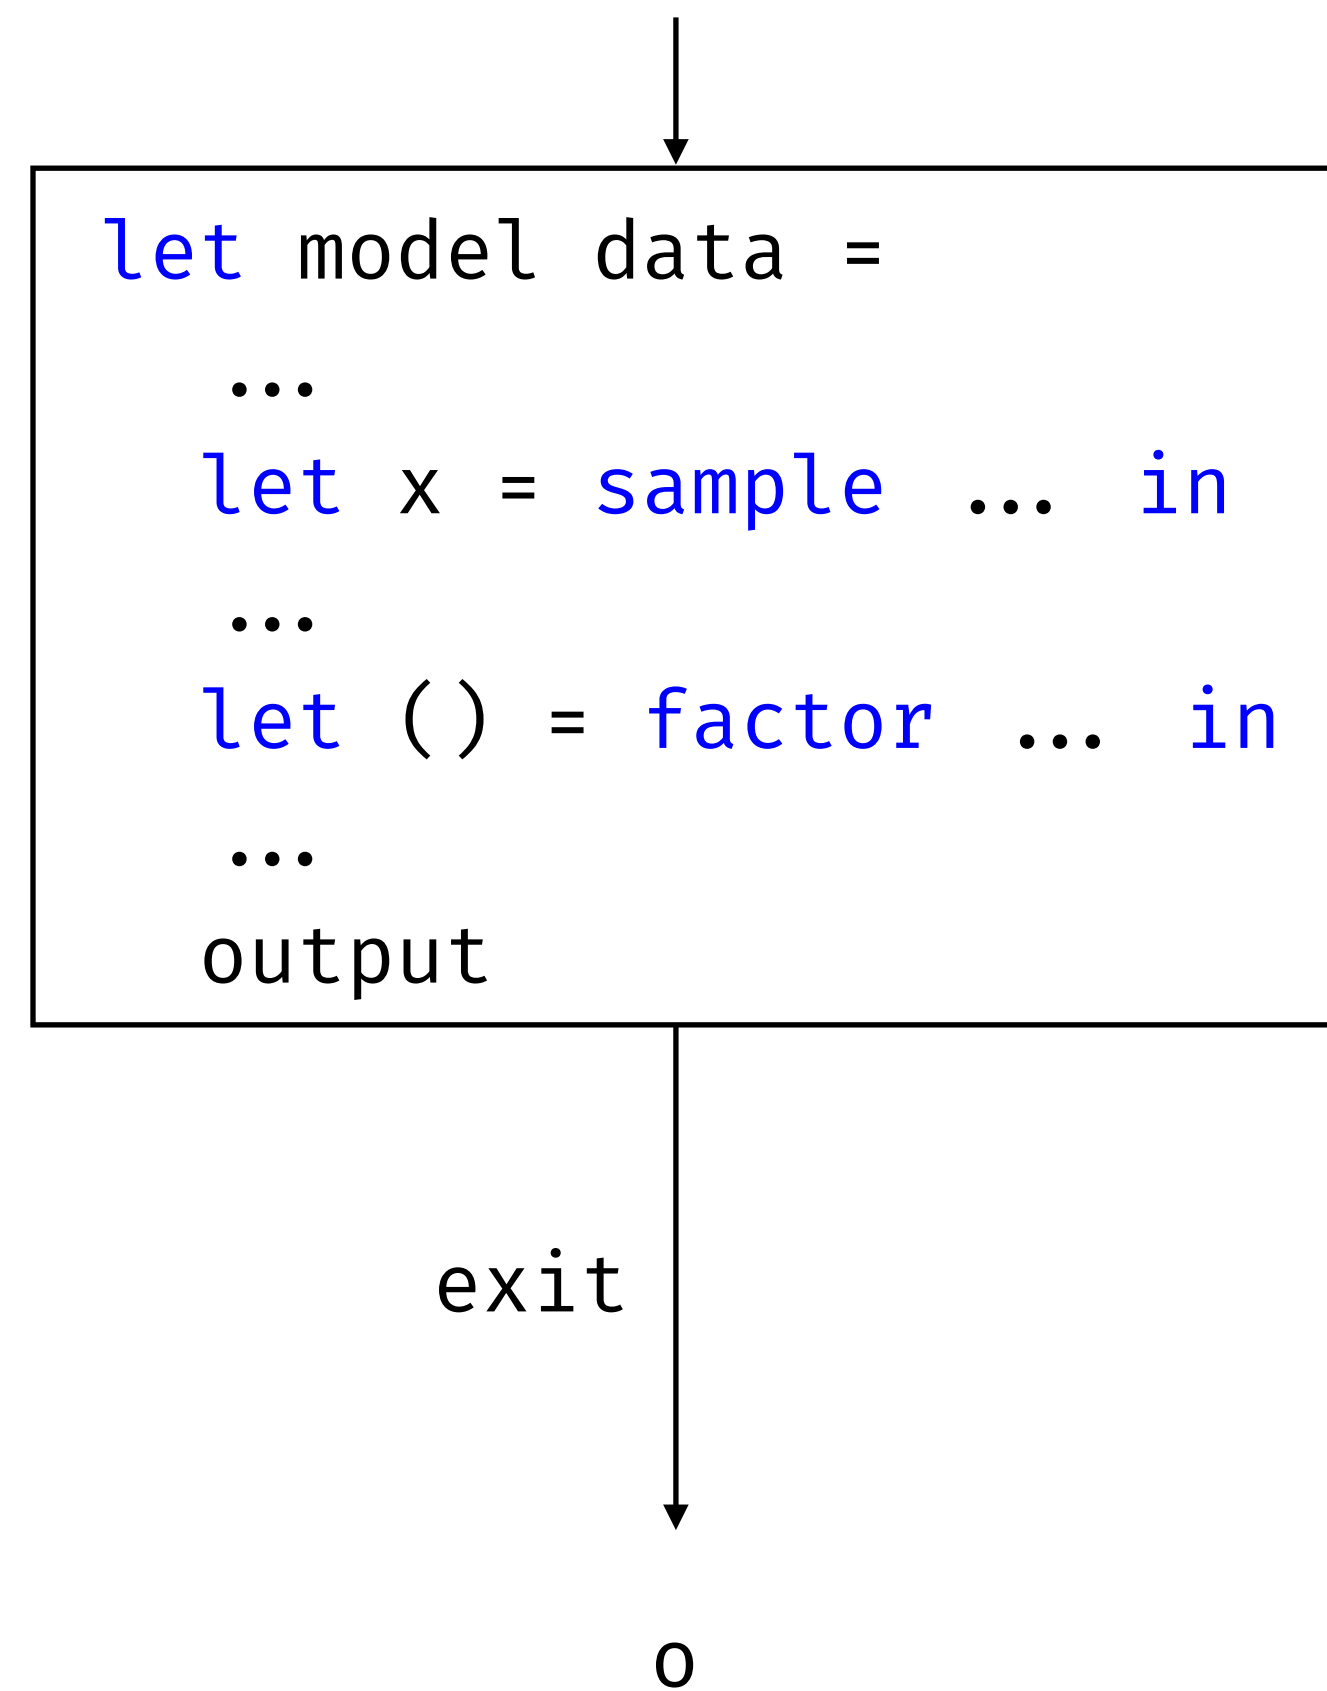 let model data =
...
let x = sample ... in
...
let () = factor ... in
...
output
exit
o